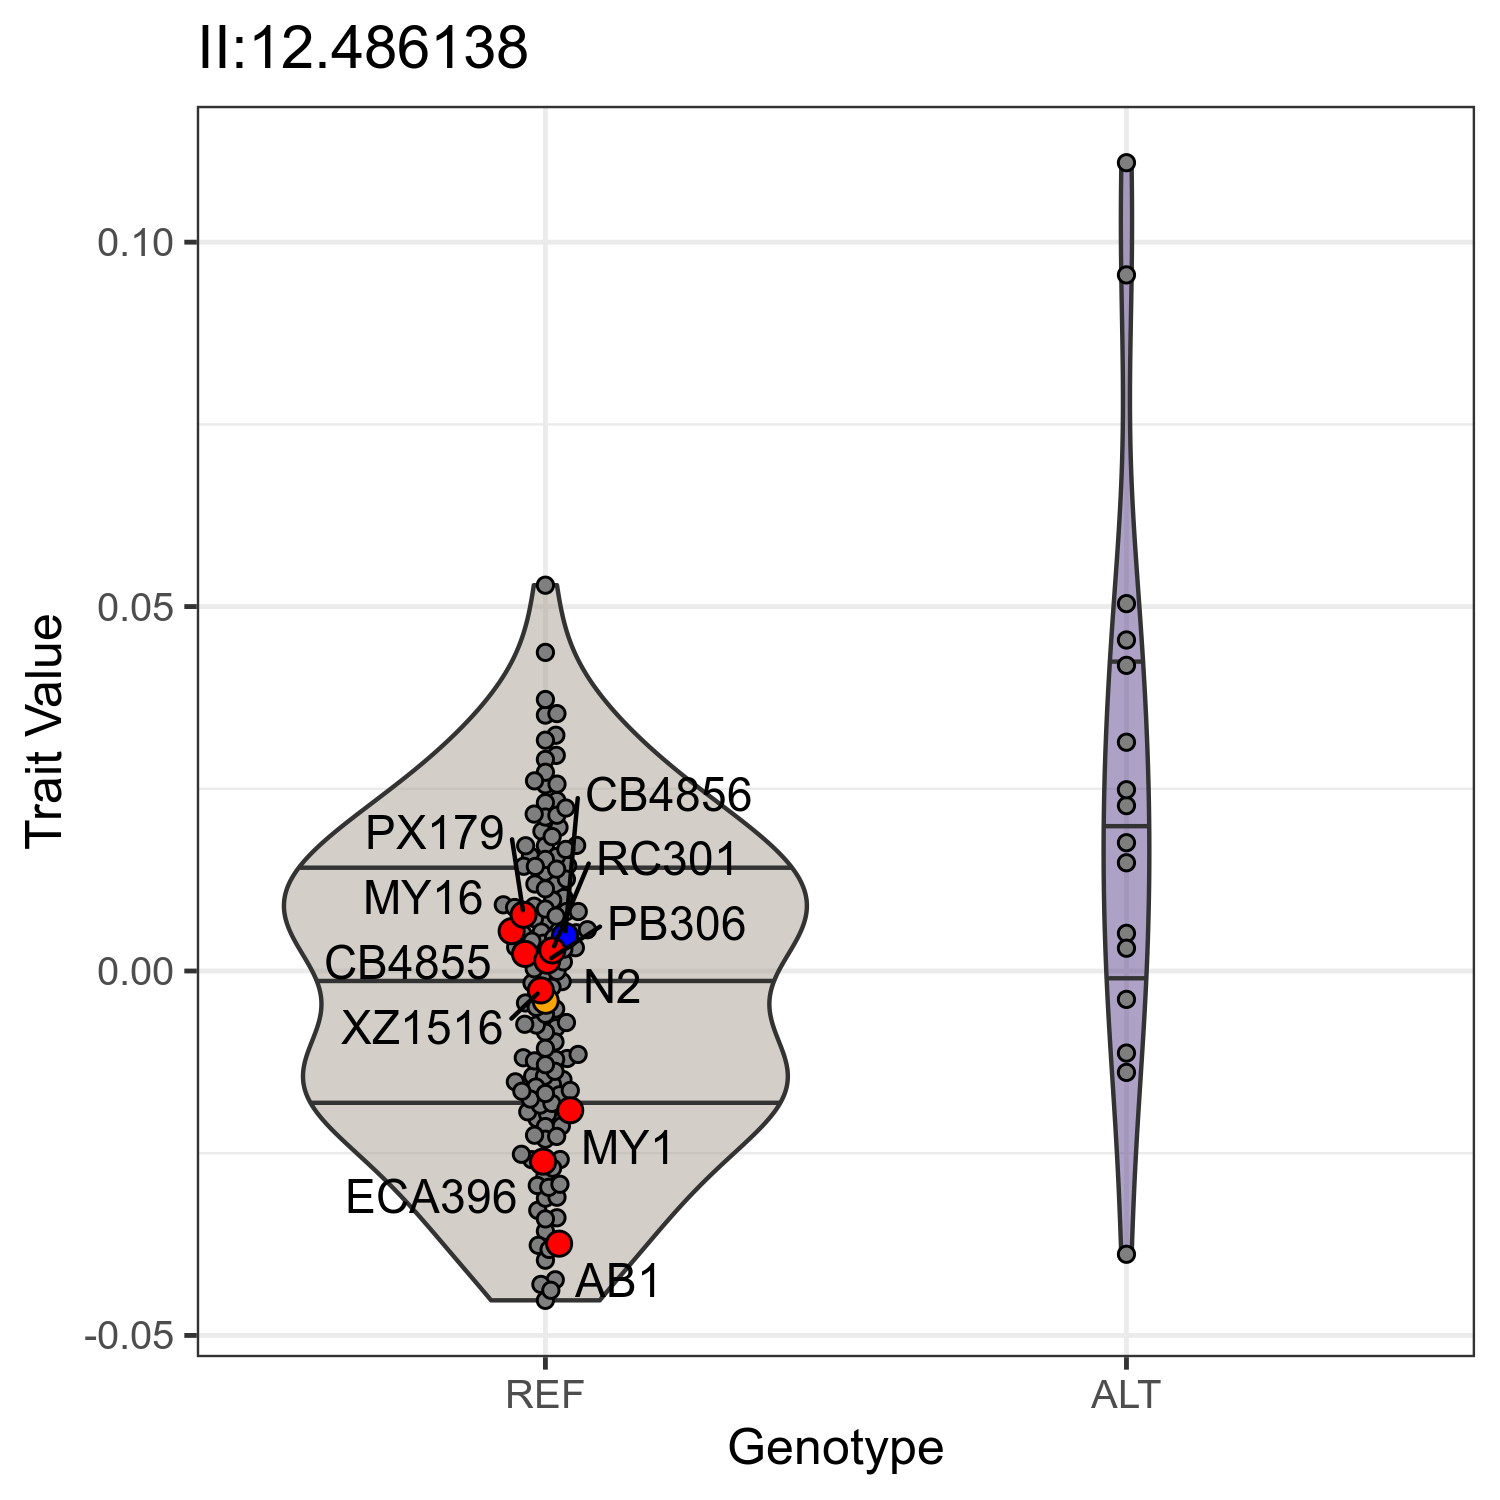 II:12.486138
Trait Value
0.10
0.05
0.00
-0.05
CB4856
PX179
RC301
MY16
PB306
CB4855
N2
XZ1516
MY1
ECA396
AB1
REF
ALT
Genotype